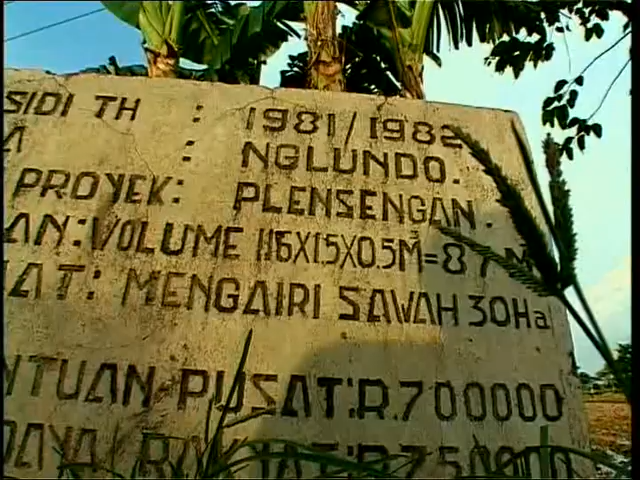 SIDI TH : 1981/1982
A : NGLUNDO.
PROYEK: PLENSENGAN,
AN: VOLUME 116X1.5X0.5M=87 M
AT: MENGAIRI SAWAH 30Ha
NTUAN PUSAT: R.700000
DAYA